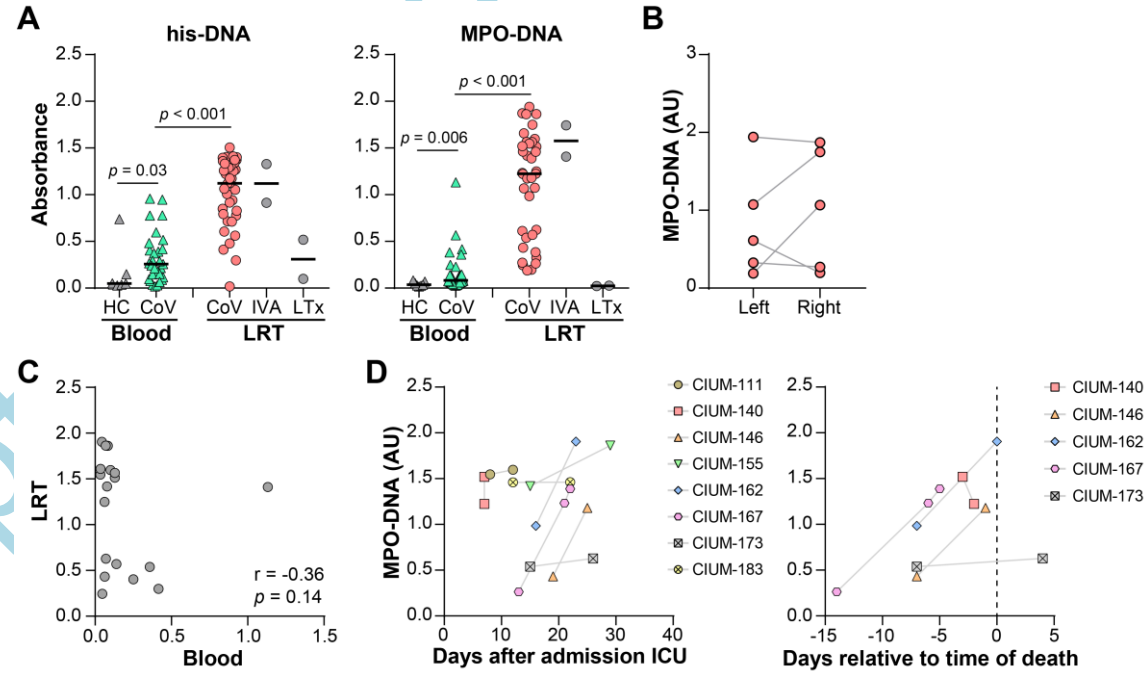 A
his-DNA
Absorbance
2.5
2.0
1.5
1.0
0.5
0.0
p < 0.001
p = 0.03
HC CoV CoV IVA LTx
Blood LRT
MPO-DNA
2.5
2.0
1.5
1.0
0.5
0.0
p < 0.001
p = 0.006
HC CoV CoV IVA LTx
Blood LRT
B
MPO-DNA (AU)
3
2
1
0
Left Right
C
LRT
2.5
2.0
1.5
1.0
0.5
0.0
r = -0.36
p = 0.14
0.0 0.5 1.0 1.5
Blood
D
MPO-DNA (AU)
2.5
2.0
1.5
1.0
0.5
0.0
0 10 20 30 40
Days after admission ICU
CIUM-111
CIUM-140
CIUM-146
CIUM-155
CIUM-162
CIUM-167
CIUM-173
CIUM-183
2.5
2.0
1.5
1.0
0.5
0.0
-15 -10 -5 0 5
Days relative to time of death
CIUM-140
CIUM-146
CIUM-162
CIUM-167
CIUM-173